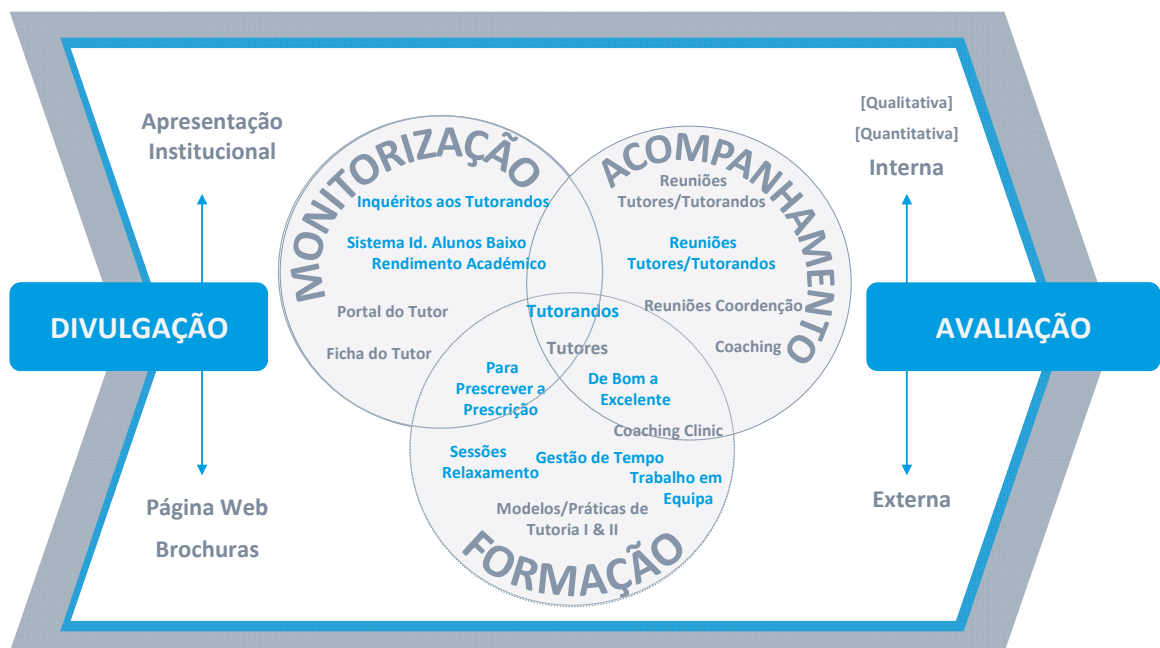 Apresentação
Institucional
DIVULGAÇÃO
Página Web
Brochuras
MONITORIZAÇÃO
Inquéritos aos Tutorandos
Sistema Id. Alunos Baixo
Rendimento Académico
Portal do Tutor
Ficha do Tutor
ACOMPANHAMENTO
Reuniões
Tutores/Tutorandos
Reuniões
Tutores/Tutorandos
Reuniões Coordenção
Coaching
Tutorandos
Tutores
Para
Prescrever a
Prescrição
De Bom a
Excelente
Coaching Clinic
Sessões
Relaxamento
Gestão de Tempo
Trabalho em
Equipa
Modelos/Práticas de
Tutoria I & II
FORMAÇÃO
[Qualitativa]
[Quantitativa]
Interna
AVALIAÇÃO
Externa